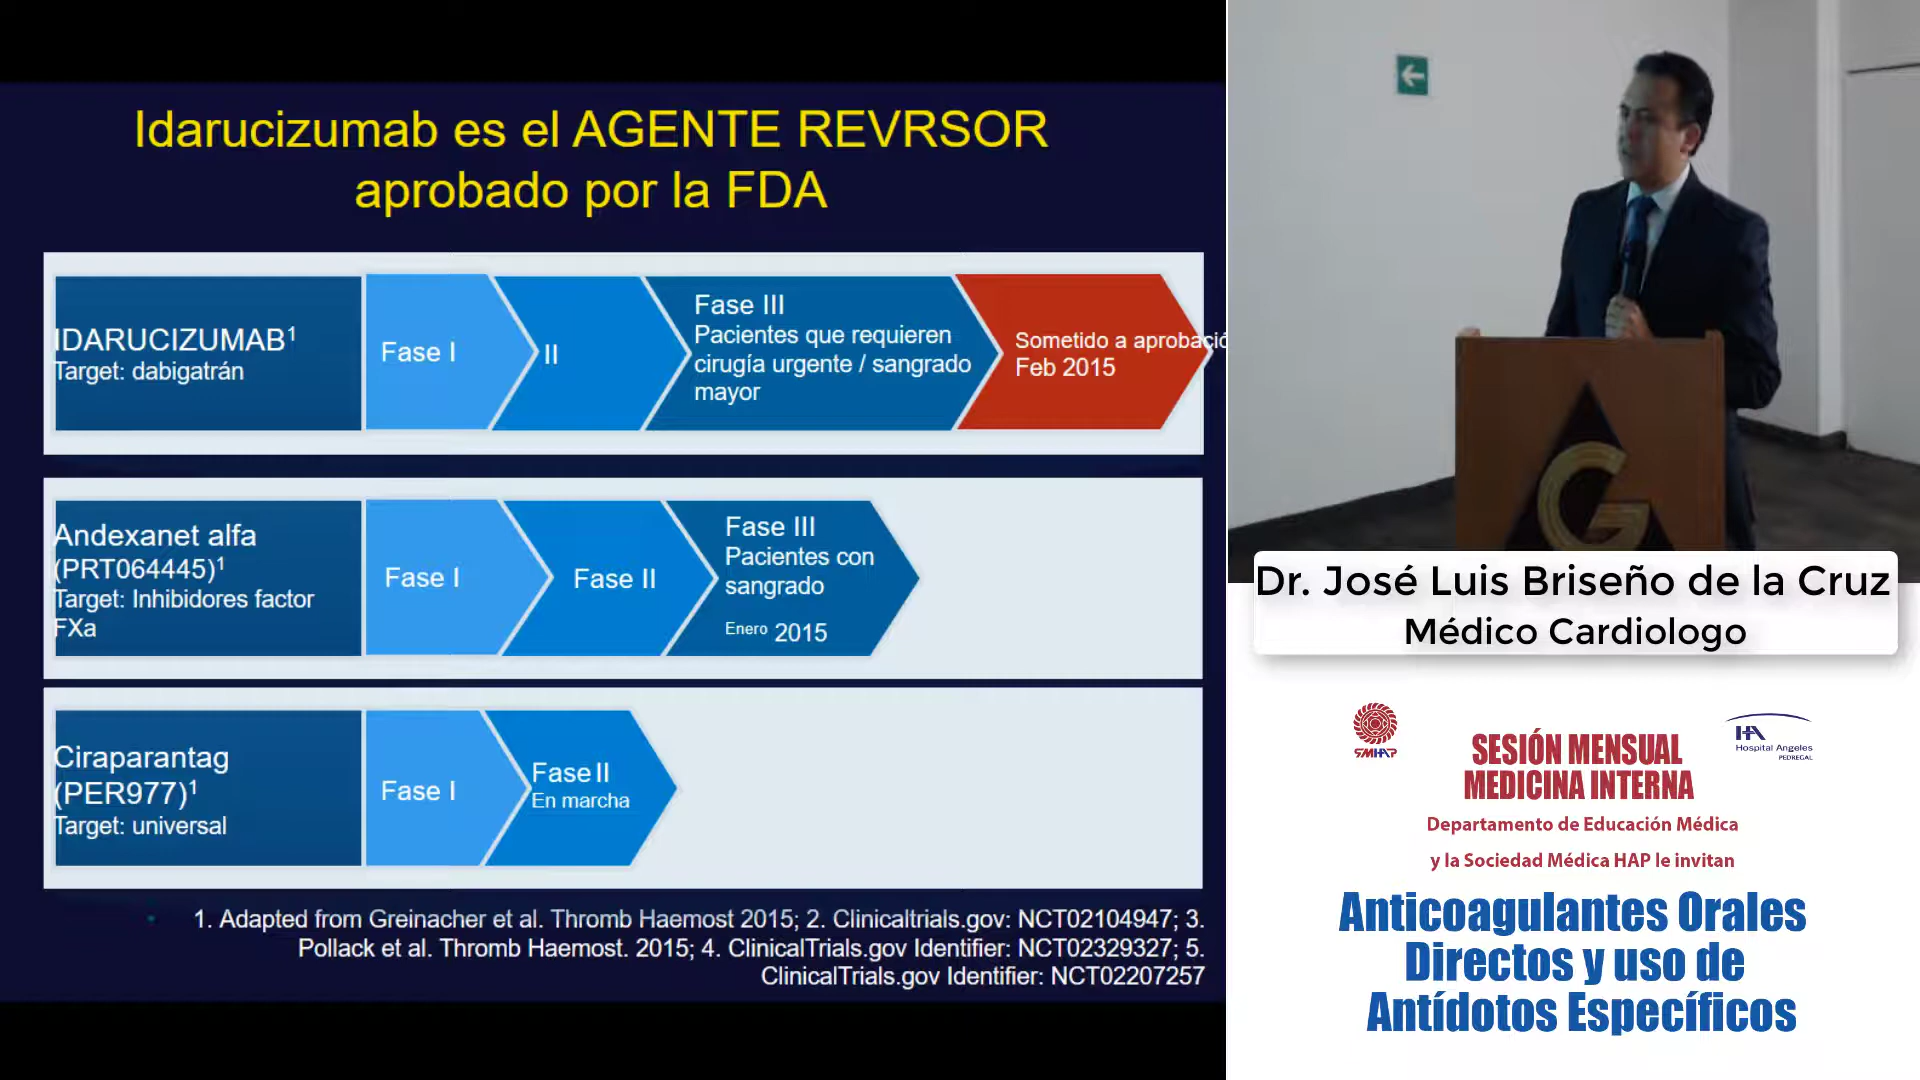 Idarucizumab es el AGENTE REVRSOR
aprobado por la FDA
IDARUCIZUMAB¹
Target: dabigatrán
Fase I
II
Fase III
Pacientes que requieren
cirugía urgente / sangrado
mayor
Sometido a aprobació
Feb 2015
Andexanet alfa
(PRT064445)¹
Target: Inhibidores factor
FXa
Fase I
Fase II
Fase III
Pacientes con
sangrado
Enero 2015
Ciraparantag
(PER977)¹
Target: universal
Fase I
Fase II
En marcha
1. Adapted from Greinacher et al. Thromb Haemost 2015; 2. Clinicaltrials.gov: NCT02104947; 3.
Pollack et al. Thromb Haemost. 2015; 4. ClinicalTrials.gov Identifier: NCT02329327; 5.
ClinicalTrials.gov Identifier: NCT02207257
G
Dr. José Luis Briseño de la Cruz
Médico Cardiologo
SMHAP
HA
Hospital Angeles
PEDREGAL
SESIÓN MENSUAL
MEDICINA INTERNA
Departamento de Educación Médica
y la Sociedad Médica HAP le invitan
Anticoagulantes Orales
Directos y uso de
Antídotos Específicos